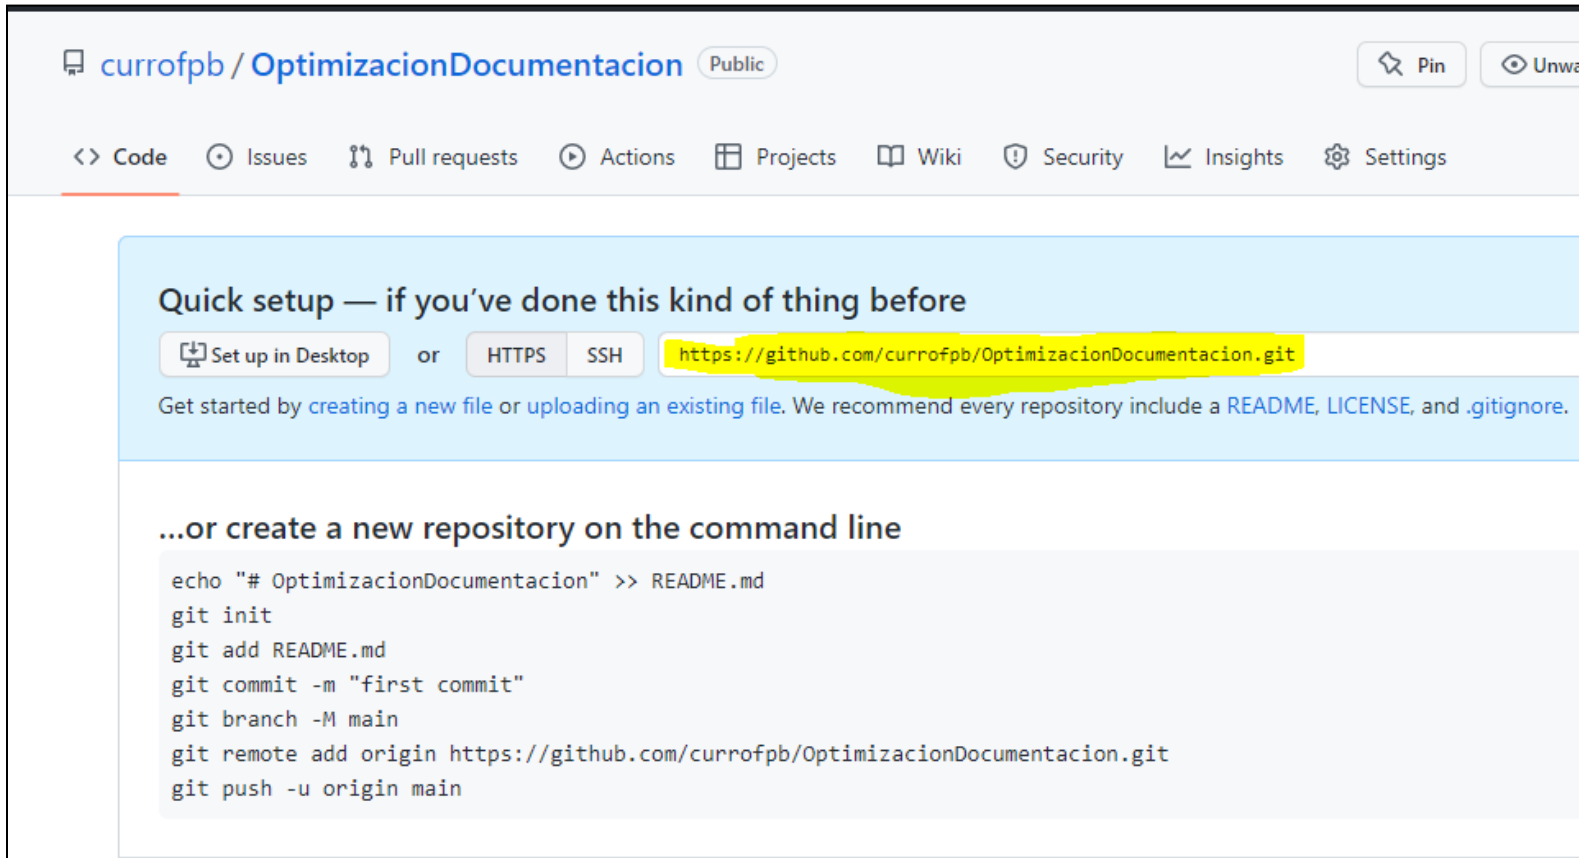 currofpb / OptimizacionDocumentacion Public Pin Unwa
Code Issues Pull requests Actions Projects Wiki Security Insights Settings
Quick setup — if you’ve done this kind of thing before
Set up in Desktop or HTTPS SSH https://github.com/currofpb/OptimizacionDocumentacion.git
Get started by creating a new file or uploading an existing file. We recommend every repository include a README, LICENSE, and .gitignore.
...or create a new repository on the command line
echo "# OptimizacionDocumentacion" >> README.md
git init
git add README.md
git commit -m "first commit"
git branch -M main
git remote add origin https://github.com/currofpb/OptimizacionDocumentacion.git
git push -u origin main